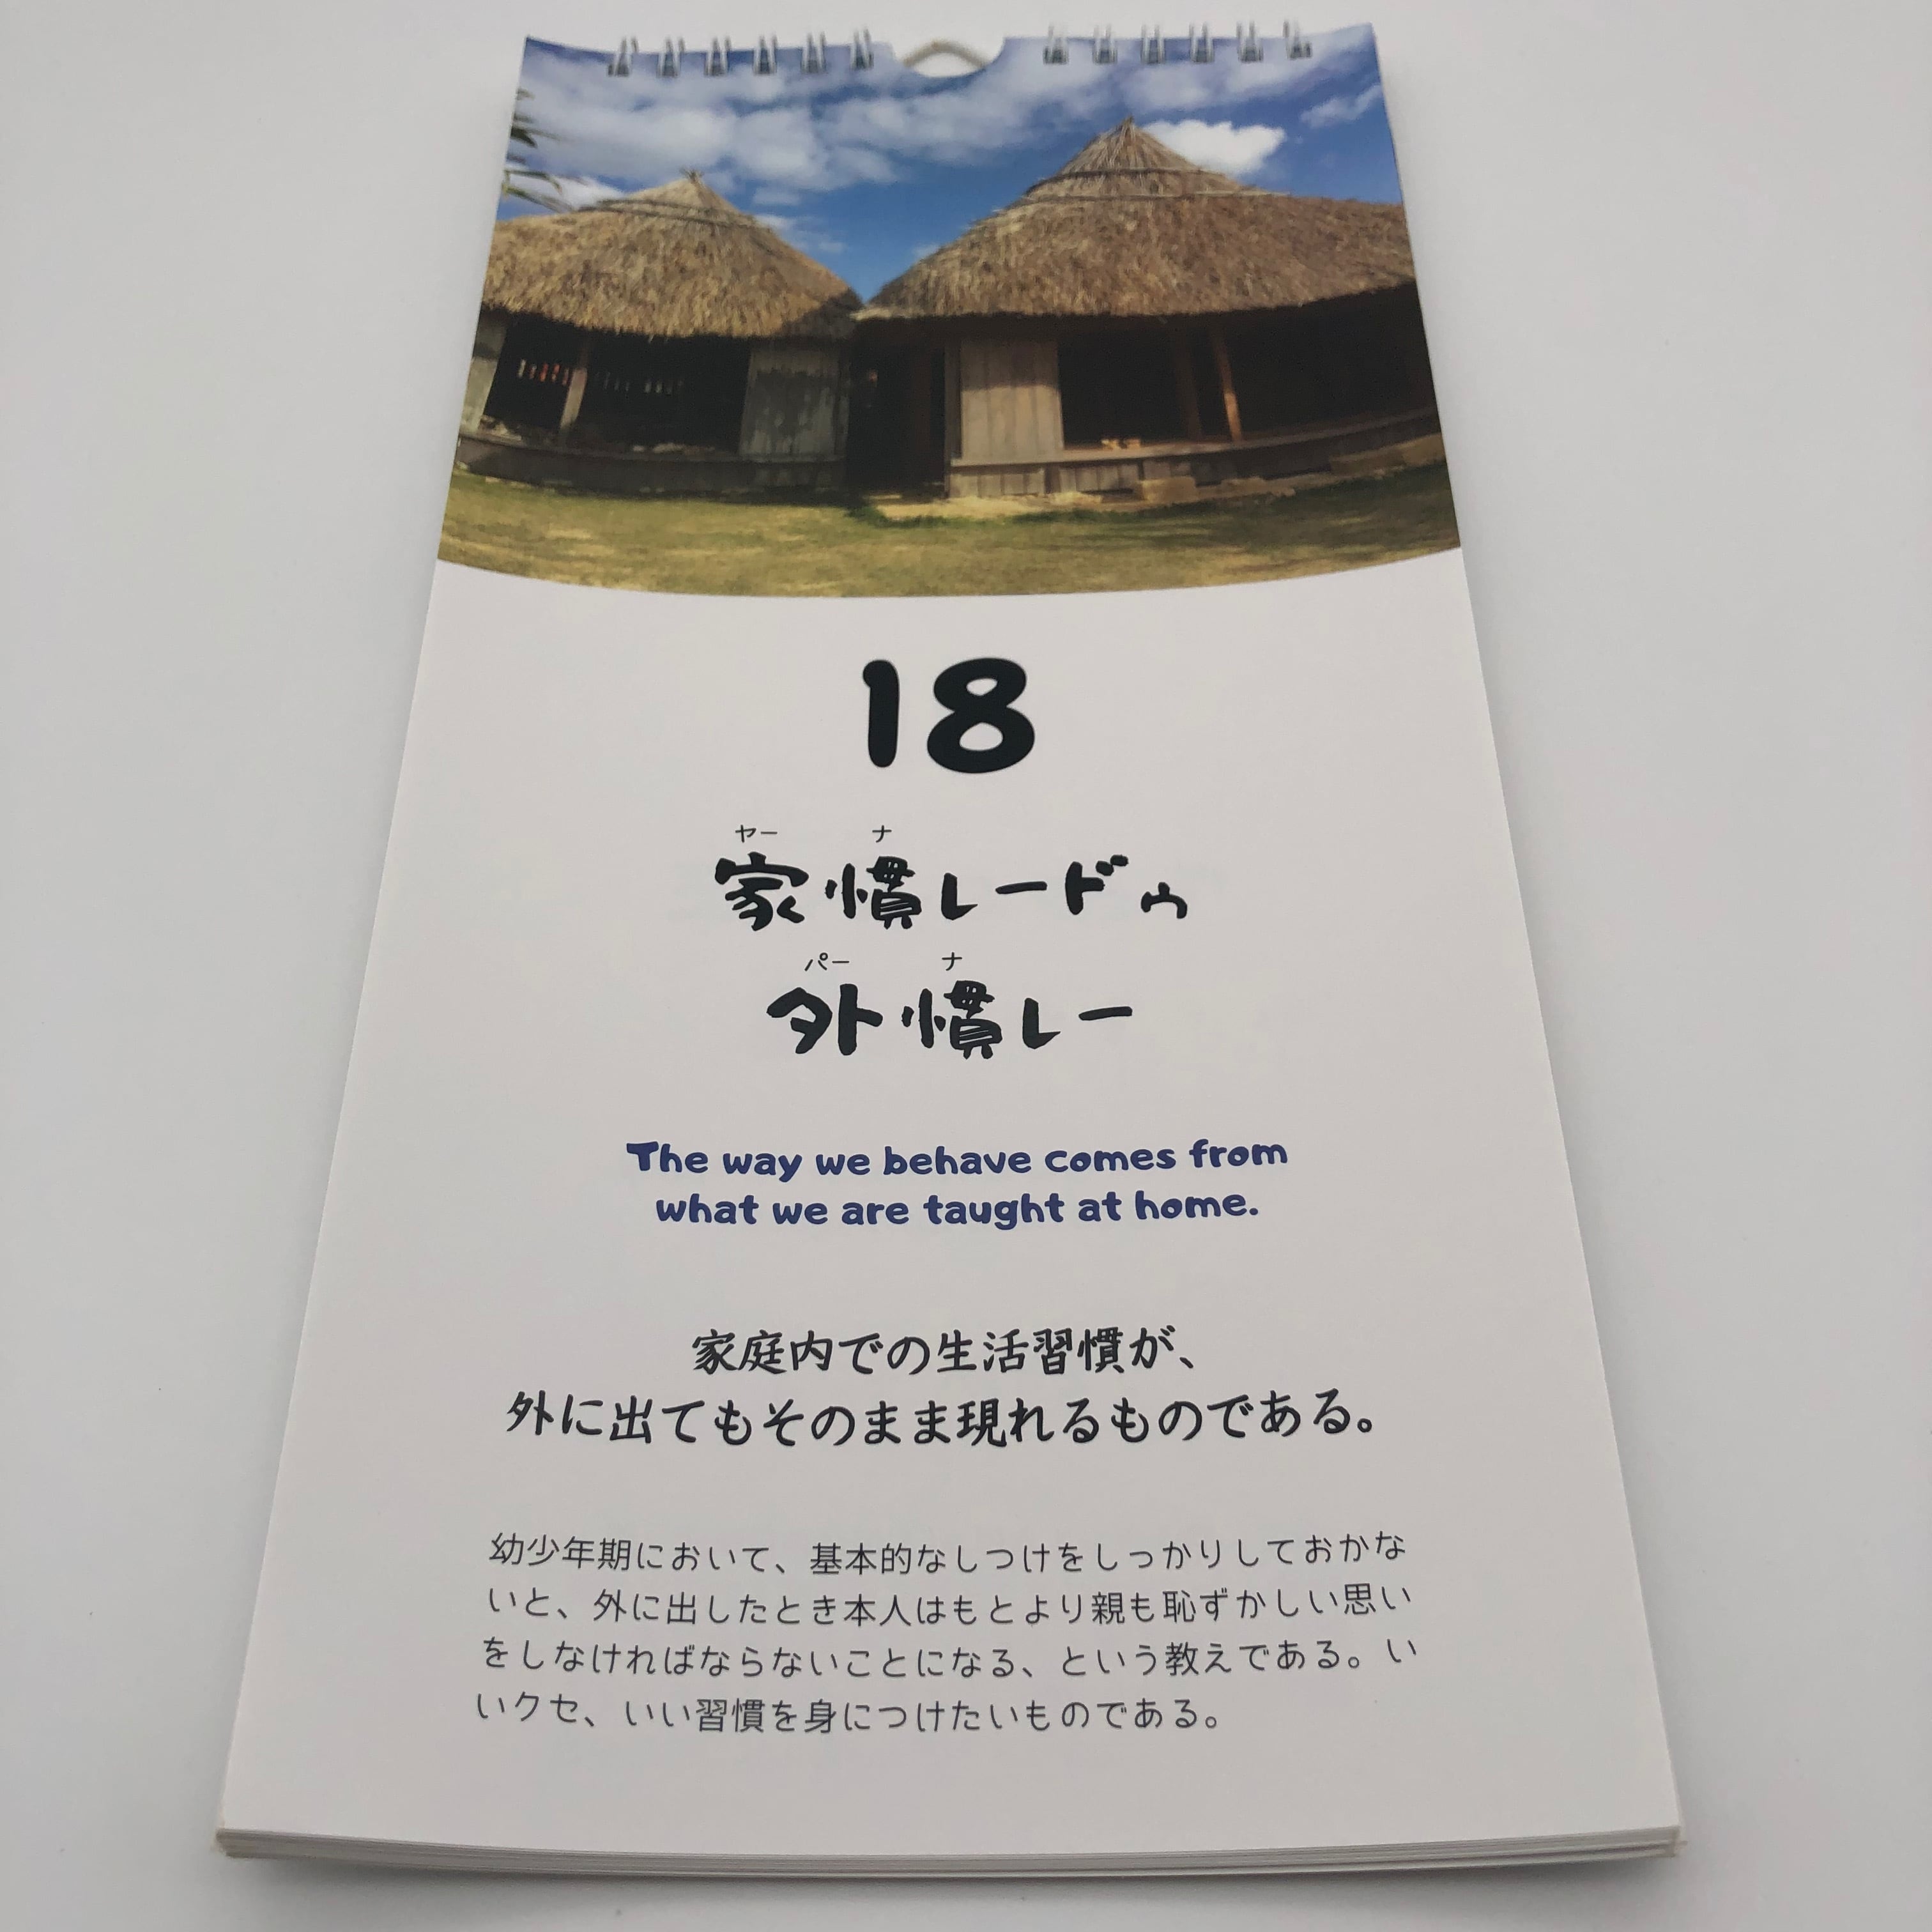 18
ヤー ナ
家慣レードゥ
パー ナ
外慣レー
The way we behave comes from
what we are taught at home.
家庭内での生活習慣が、
外に出てもそのまま現れるものである。
幼少年期において、基本的なしつけをしっかりしておかな
いと、外に出したとき本人はもとより親も恥ずかしい思い
をしなければならないことになる、という教えである。い
いクセ、いい習慣を身につけたいものである。